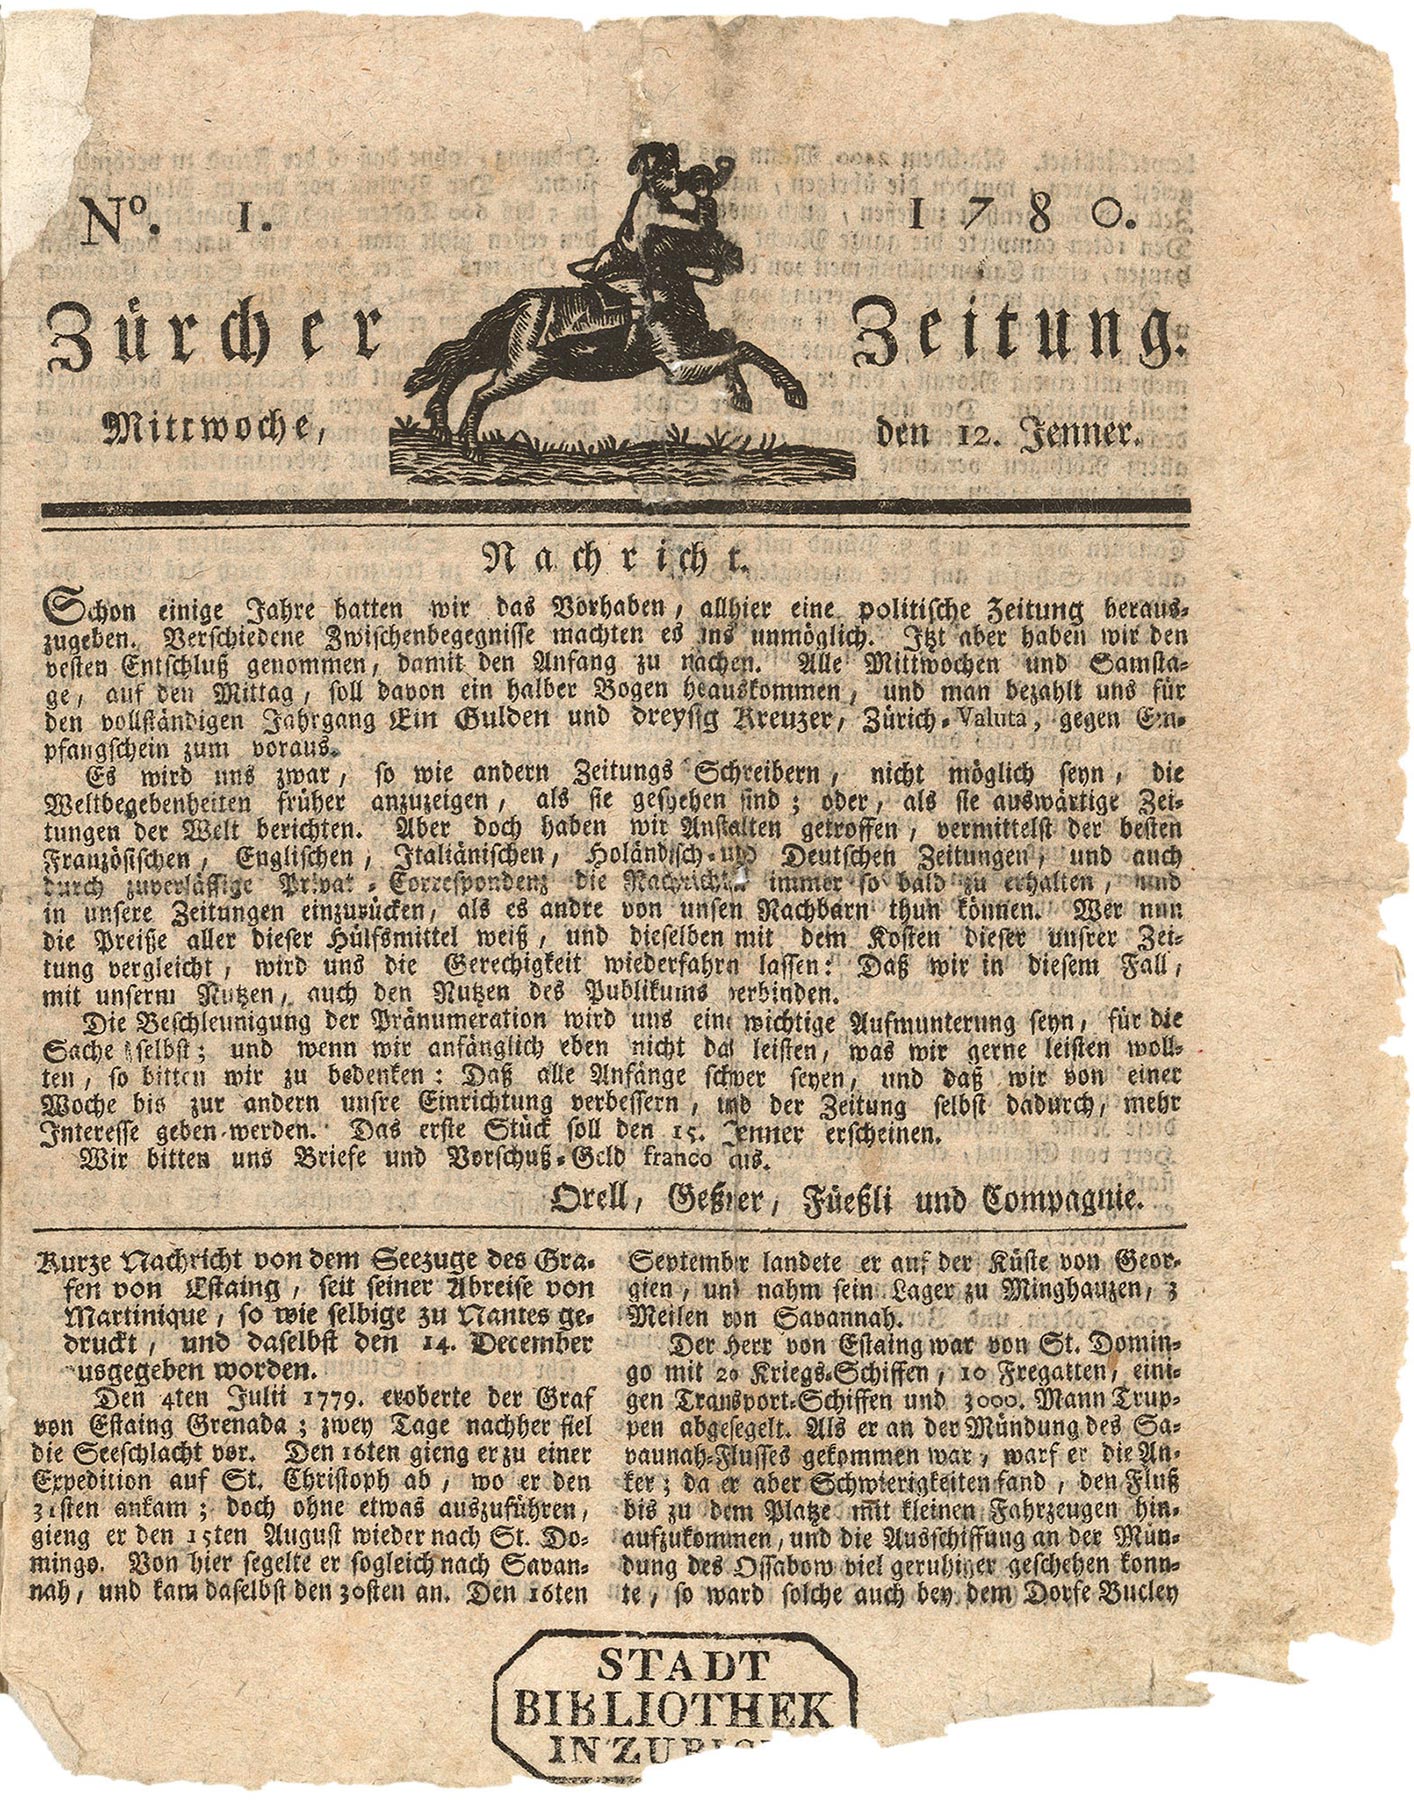 No. 1.
1780.
Zürcher Zeitung.
Mittwoche, den 12. Jenner.
Nachricht.
Schon einige Jahre hatten wir das Vorhaben, allhier eine politische Zeitung heraus-
zugeben. Verschiedene Zwischenbegegnisse machten es uns unmöglich. Itzt aber haben wir den
vesten Entschluß genommen, damit den Anfang zu machen. Alle Mittwochen und Samsta-
ge, auf den Mittag, soll davon ein halber Bogen herauskommen, und man bezahlt uns für
den vollständigen Jahrgang Ein Gulden und dreyßig Kreuzer, Zürich-Valuta, gegen Em-
pfangschein zum voraus.
Es wird uns zwar, so wie andern Zeitungs Schreibern, nicht möglich seyn, die
Weltbegebenheiten früher anzuzeigen, als sie geschehen sind; oder, als sie auswärtige Zei-
tungen der Welt berichten. Aber doch haben wir Anstalten getroffen, vermittelst der besten
Französischen, Englischen, Italiänischen, Holändisch- und Deutschen Zeitungen, und auch
durch zuverlässige Privat-Correspondenz die Nachrichten immer so bald zu erhalten, und
in unsere Zeitungen einzurücken, als es andre von unsen Nachbarn thun können. Wer nun
die Preiße aller dieser Hülfsmittel weiß, und dieselben mit dem Kosten dieser unsrer Zei-
tung vergleicht, wird uns die Gerechigkeit wiederfahrn lassen: Daß wir in diesem Fall,
mit unserm Nutzen, auch den Nutzen des Publikums verbinden.
Die Beschleunigung der Pränumeration wird uns eine wichtige Aufmunterung seyn, für die
Sache selbst; und wenn wir anfänglich eben nicht das leisten, was wir gerne leisten woll-
ten, so bitten wir zu bedenken: Daß alle Anfänge schwer seyen, und daß wir von einer
Woche bis zur andern unsre Einrichtung verbessern, und der Zeitung selbst dadurch, mehr
Interesse geben werden. Das erste Stück soll den 15. Jenner erscheinen.
Wir bitten uns Briefe und Vorschuß-Geld franco aus.
Orell, Geßner, Füeßli und Compagnie.
Kurze Nachricht von dem Seezuge des Gra-
fen von Estaing, seit seiner Abreise von
Martinique, so wie selbige zu Nantes ge-
druckt, und daselbst den 14. December
ausgegeben worden.
Den 4ten Julii 1779. eroberte der Graf
von Estaing Grenada; zwey Tage nachher fiel
die Seeschlacht vor. Den 16ten gieng er zu einer
Expedition auf St. Christoph ab, wo er den
31sten ankam; doch ohne etwas auszuführen,
gieng er den 15ten August wieder nach St. Do-
mingo. Von hier segelte er sogleich nach Savan-
nah, und kam daselbst den 30sten an. Den 16ten
September landete er auf der Küste von Geor-
gien, und nahm sein Lager zu Minghauzen, 3
Meilen von Savannah.
Der Herr von Estaing war von St. Domin-
go mit 20 Kriegs-Schiffen, 10 Fregatten, eini-
gen Transport-Schiffen und 3000. Mann Trup-
pen abgesegelt. Als er an der Mündung des Sa-
vaunah-Flusses gekommen war, warf er die An-
ker; da er aber Schwierigkeiten fand, den Fluß
bis zu dem Platze mit kleinen Fahrzeugen hin-
aufzukommen, und die Ausschiffung an der Mün-
dung des Ossabow viel geruhiger geschehen konn-
te, so ward solche auch bey dem Dorfe Bucley
STADT
BIBLIOTHEK
IN ZURICH